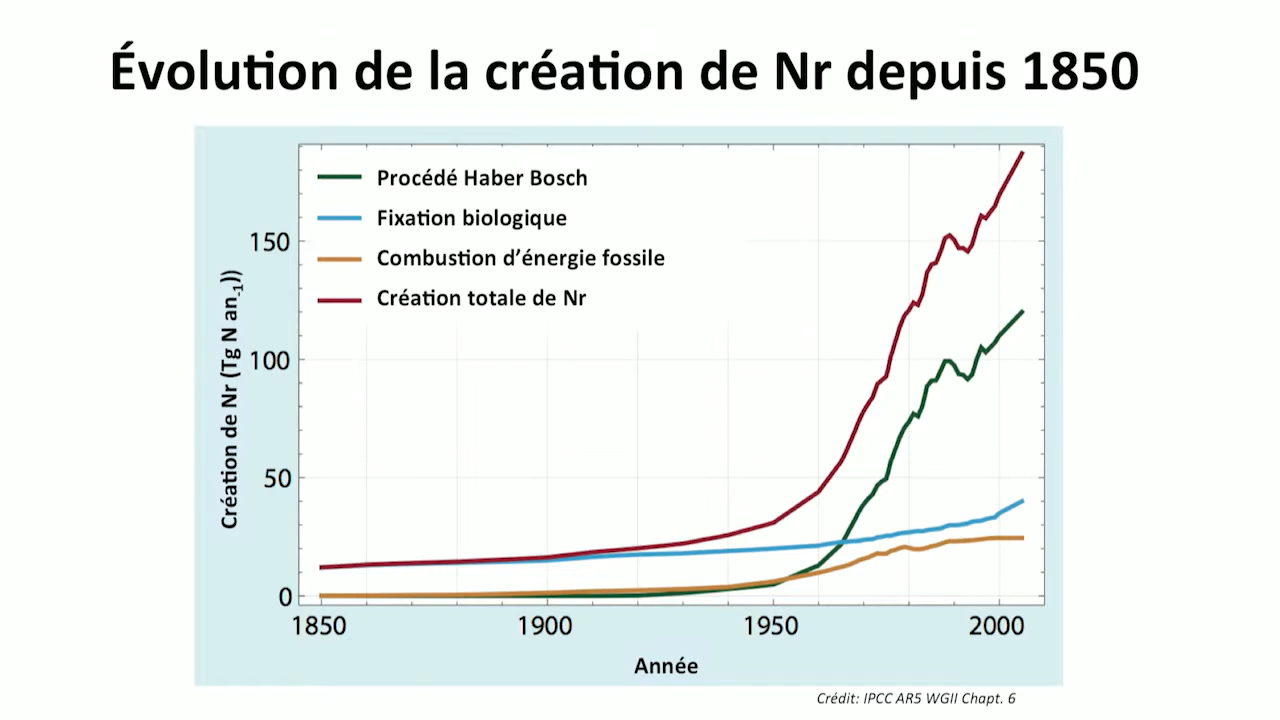 Évolution de la création de Nr depuis 1850
Procédé Haber Bosch
Fixation biologique
Combustion d'énergie fossile
Création totale de Nr
Création de Nr (Tg N an-1))
150
100
50
0
1850 1900 1950 2000
Année
Crédit: IPCC AR5 WGII Chapt. 6